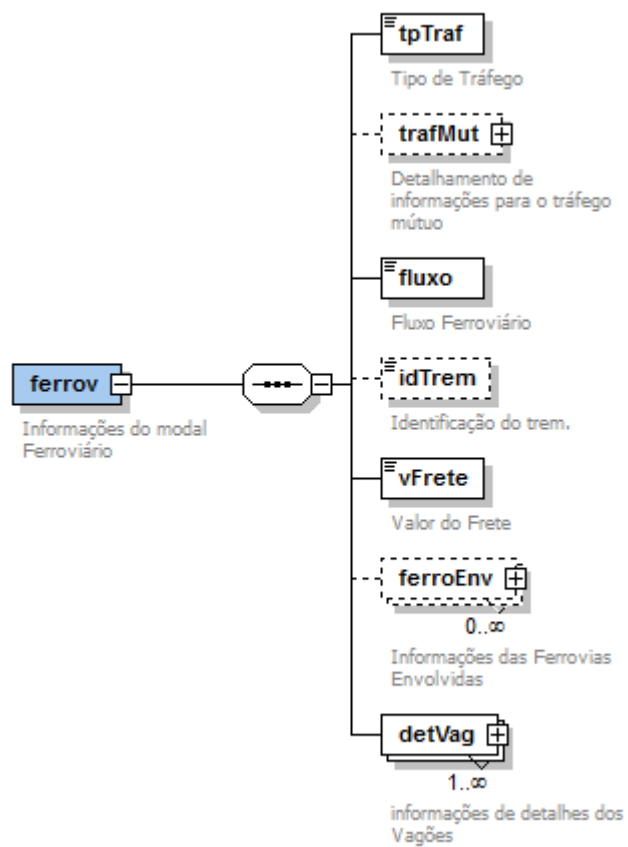 tpTraf
Tipo de Tráfego
trafMut
Detalhamento de
informações para o tráfego
mútuo
fluxo
Fluxo Ferroviário
ferrov
Informações do modal
Ferroviário
idTrem
Identificação do trem.
vFrete
Valor do Frete
ferroEnv
0..∞
Informações das Ferrovias
Envolvidas
detVag
1..∞
informações de detalhes dos
Vagões